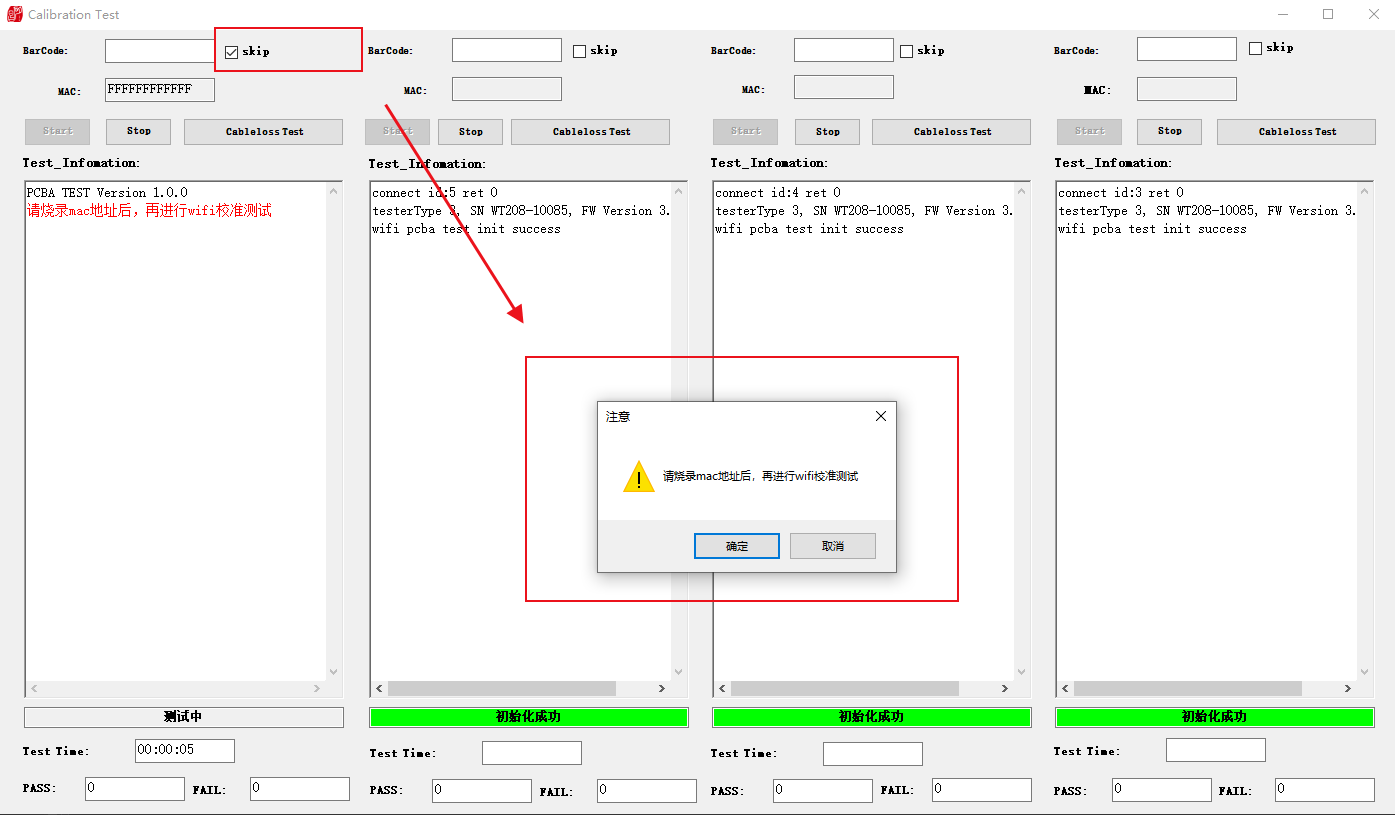 Calibration Test
BarCode: skip BarCode: skip BarCode: skip BarCode: skip
MAC: FFFFFFFFFFFF MAC: MAC: MAC:
Start Stop Cableloss Test Start Stop Cableloss Test Start Stop Cableloss Test Start Stop Cableloss Test
Test_Infomation: Test_Infomation: Test_Infomation: Test_Infomation:
PCBA TEST Version 1.0.0
请烧录mac地址后，再进行wifi校准测试
connect id:5 ret 0
testerType 3, SN WT208-10085, FW Version 3.
wifi pcba test init success
connect id:4 ret 0
testerType 3, SN WT208-10085, FW Version 3.
wifi pcba test init success
connect id:3 ret 0
testerType 3, SN WT208-10085, FW Version 3.
wifi pcba test init success
注意
请烧录mac地址后，再进行wifi校准测试
确定 取消
测试中 初始化成功 初始化成功 初始化成功
Test Time: 00:00:05 Test Time: Test Time: Test Time:
PASS: 0 FAIL: 0 PASS: 0 FAIL: 0 PASS: 0 FAIL: 0 PASS: 0 FAIL: 0